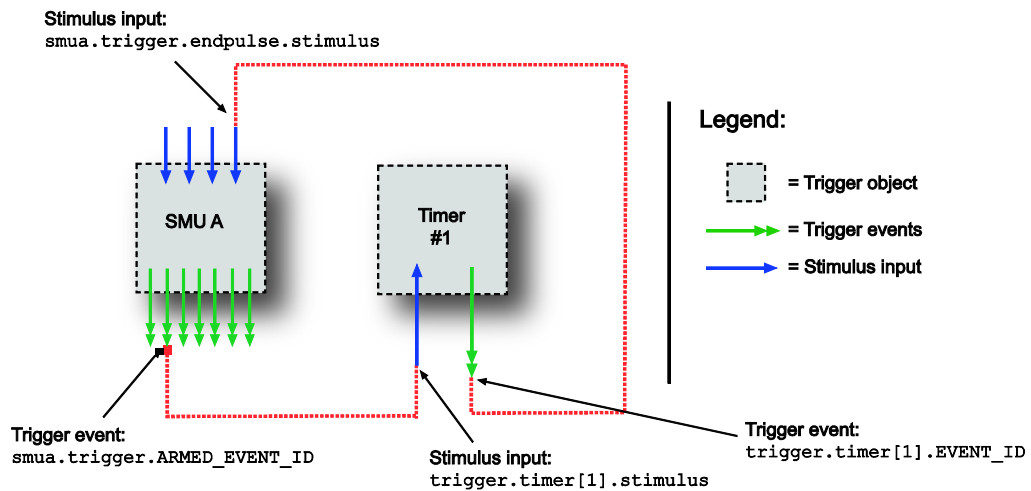 Stimulus input:
smua.trigger.endpulse.stimulus
SMU A
Timer
#1
Legend:
= Trigger object
= Trigger events
= Stimulus input
Trigger event:
smua.trigger.ARMED_EVENT_ID
Stimulus input:
trigger.timer[1].stimulus
Trigger event:
trigger.timer[1].EVENT_ID